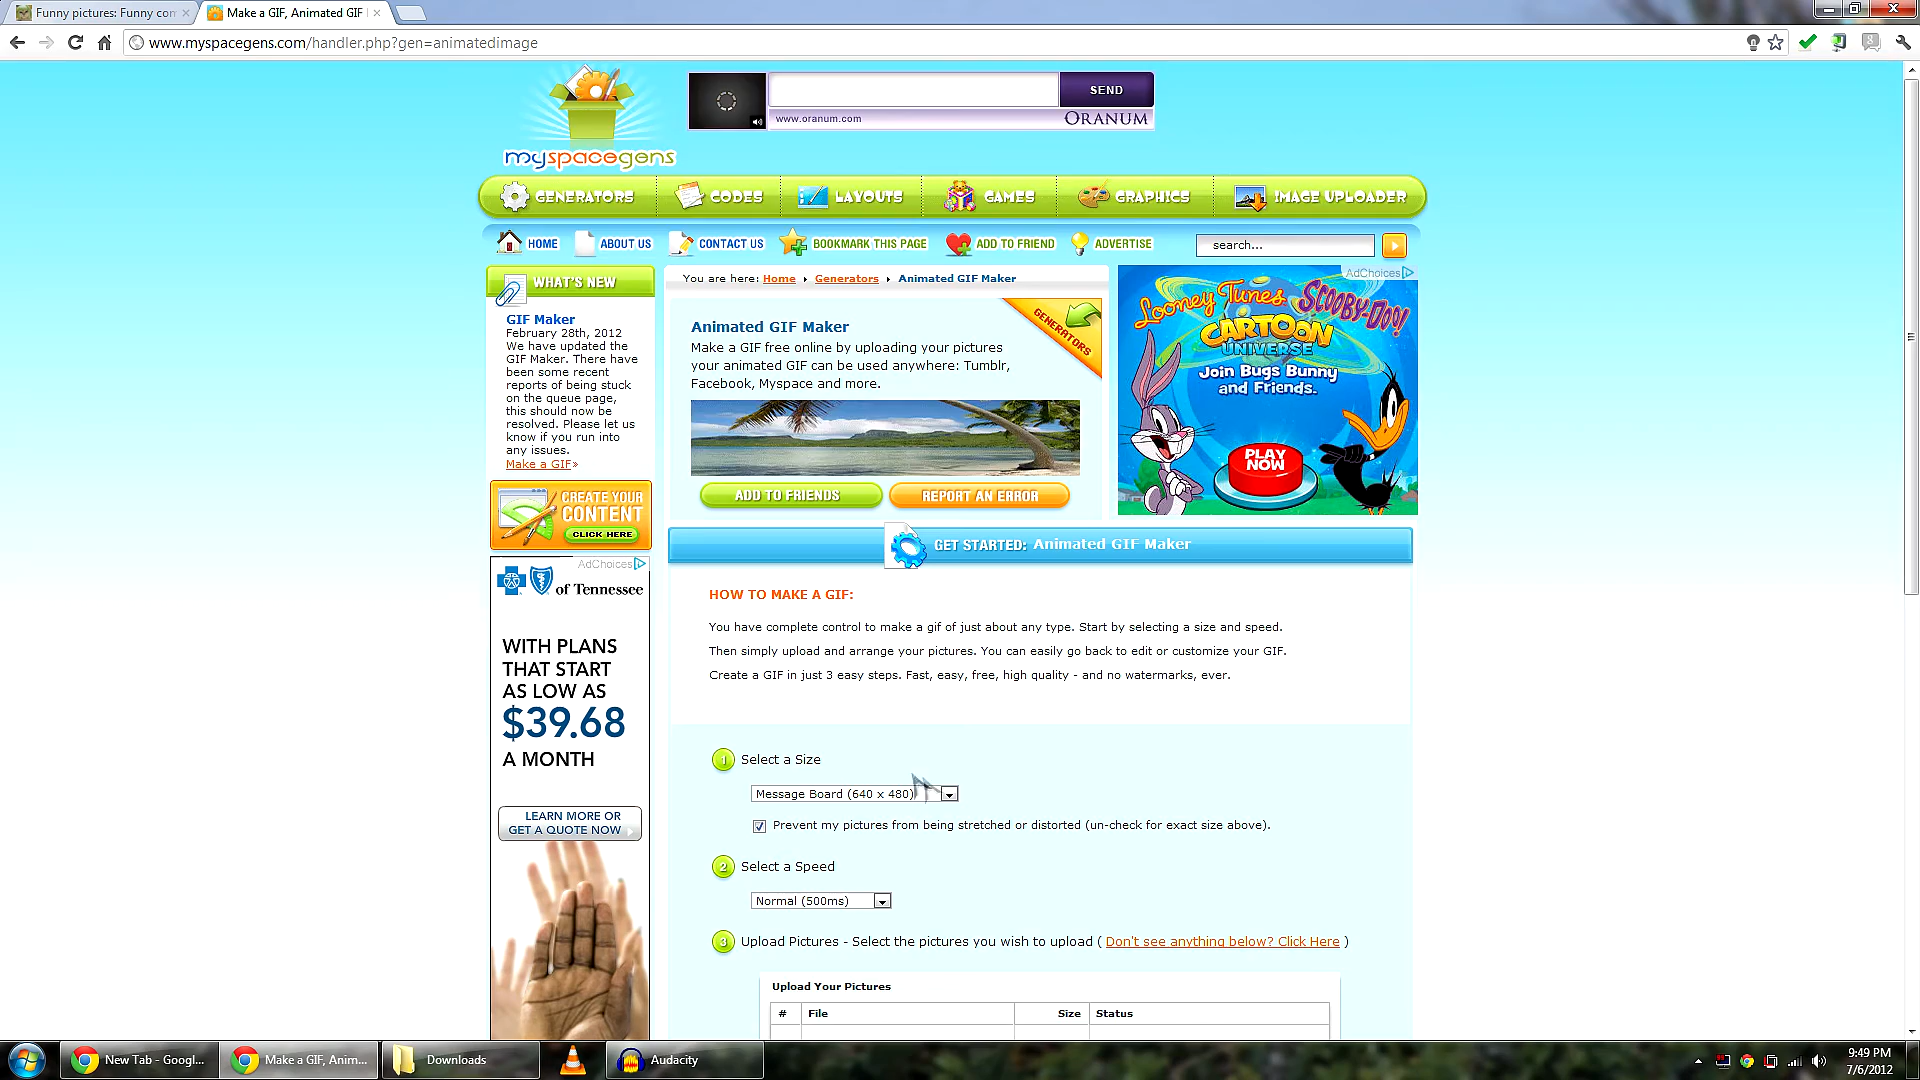 Funny pictures: Funny com
Make a GIF, Animated GIF
www.myspacegens.com/handler.php?gen=animatedimage
myspacegens
SEND
www.oranum.com
ORANUM
GENERATORS
CODES
LAYOUTS
GAMES
GRAPHICS
IMAGE UPLOADER
HOME
ABOUT US
CONTACT US
BOOKMARK THIS PAGE
ADD TO FRIEND
ADVERTISE
search...
WHAT'S NEW
GIF Maker
February 28th, 2012
We have updated the
GIF Maker. There have
been some recent
reports of being stuck
on the queue page,
this should now be
resolved. Please let us
know if you run into
any issues.
Make a GIF»
CREATE YOUR
CONTENT
CLICK HERE
AdChoices
of Tennessee
WITH PLANS
THAT START
AS LOW AS
$39.68
A MONTH
LEARN MORE OR
GET A QUOTE NOW
You are here: Home Generators Animated GIF Maker
Animated GIF Maker
Make a GIF free online by uploading your pictures
your animated GIF can be used anywhere: Tumblr,
Facebook, Myspace and more.
GENERATORS
ADD TO FRIENDS
REPORT AN ERROR
AdChoices
Looney Tunes
SCOOBY-DOO!
CARTOON
UNIVERSE
Join Bugs Bunny
and Friends.
PLAY
NOW
GET STARTED: Animated GIF Maker
HOW TO MAKE A GIF:
You have complete control to make a gif of just about any type. Start by selecting a size and speed.
Then simply upload and arrange your pictures. You can easily go back to edit or customize your GIF.
Create a GIF in just 3 easy steps. Fast, easy, free, high quality - and no watermarks, ever.
1 Select a Size
Message Board (640 x 480)
Prevent my pictures from being stretched or distorted (un-check for exact size above).
2 Select a Speed
Normal (500ms)
3 Upload Pictures - Select the pictures you wish to upload ( Don't see anything below? Click Here )
Upload Your Pictures
# File Size Status
New Tab - Googl...
Make a GIF, Anim...
Downloads
Audacity
9:49 PM
7/6/2012